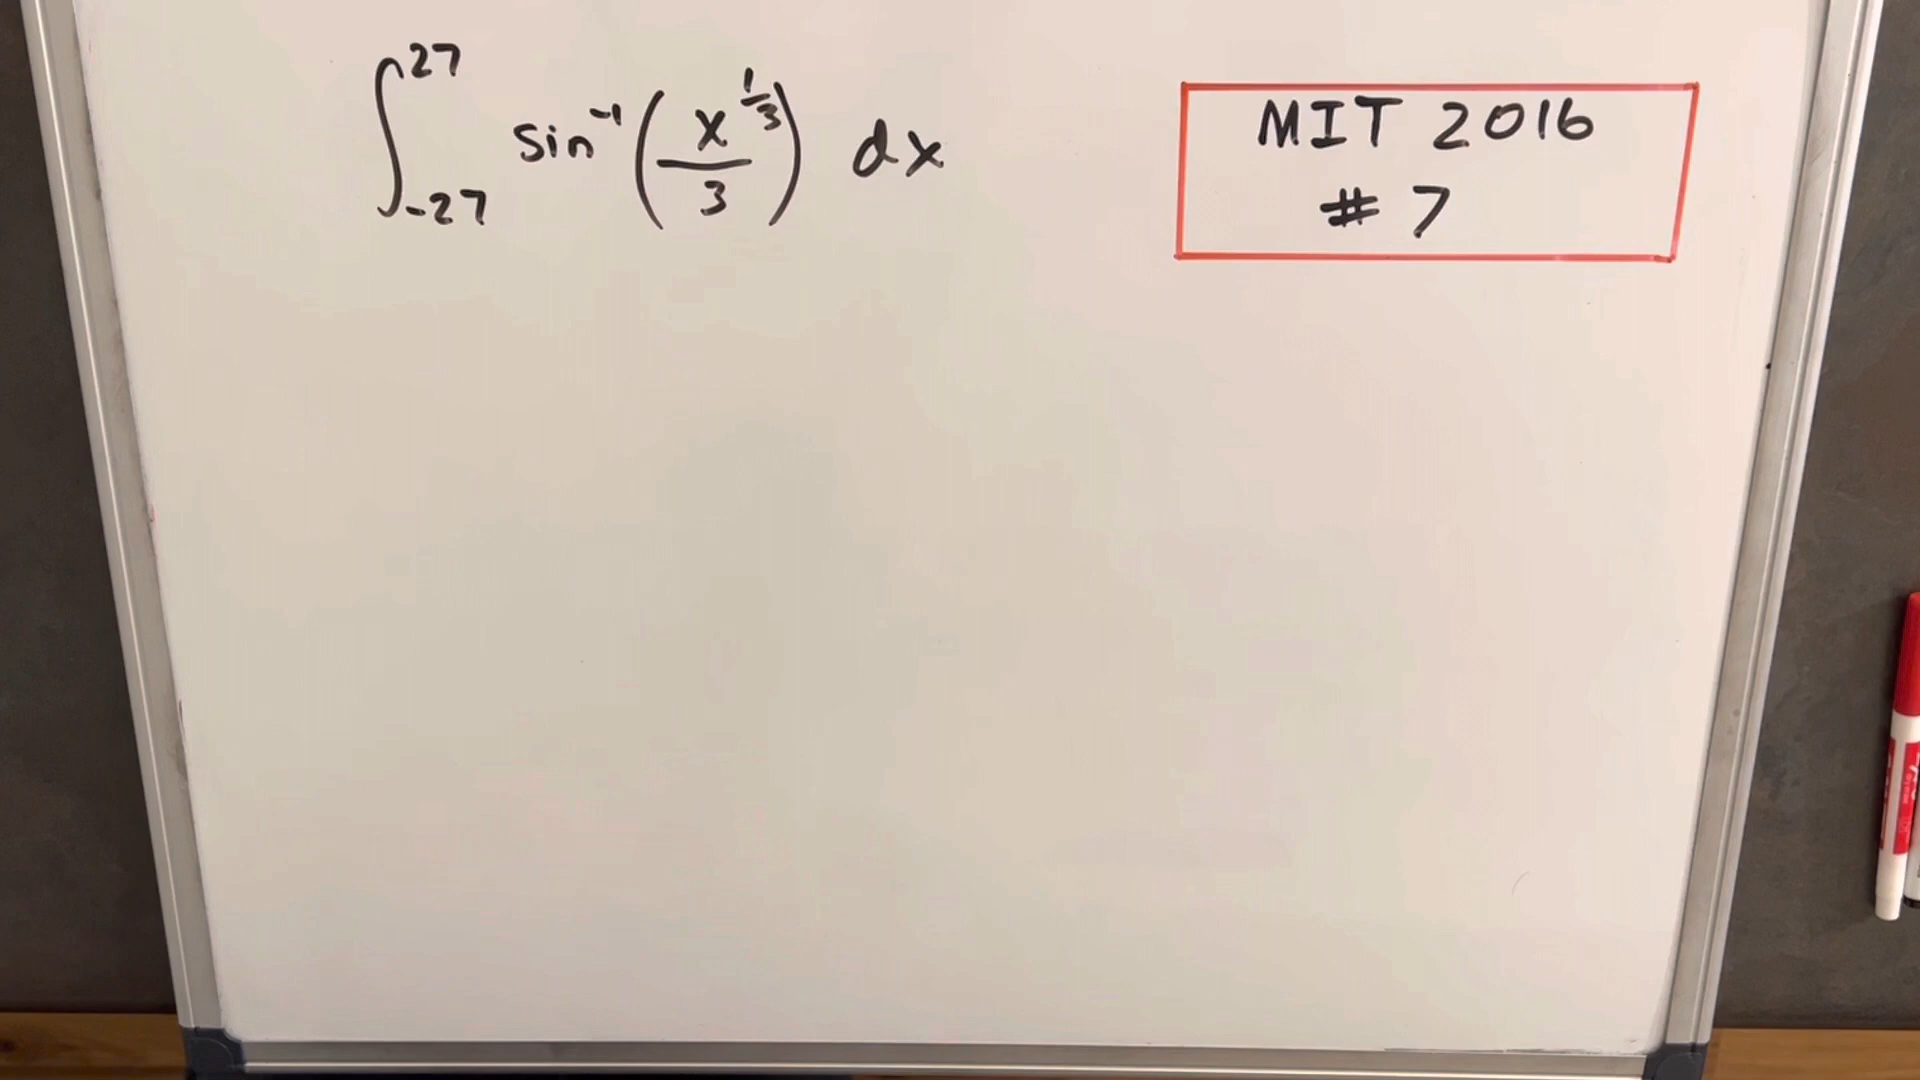 ∫_{-27}^{27} sin^{-1}(x^{1/3}/3) dx
MIT 2016
# 7